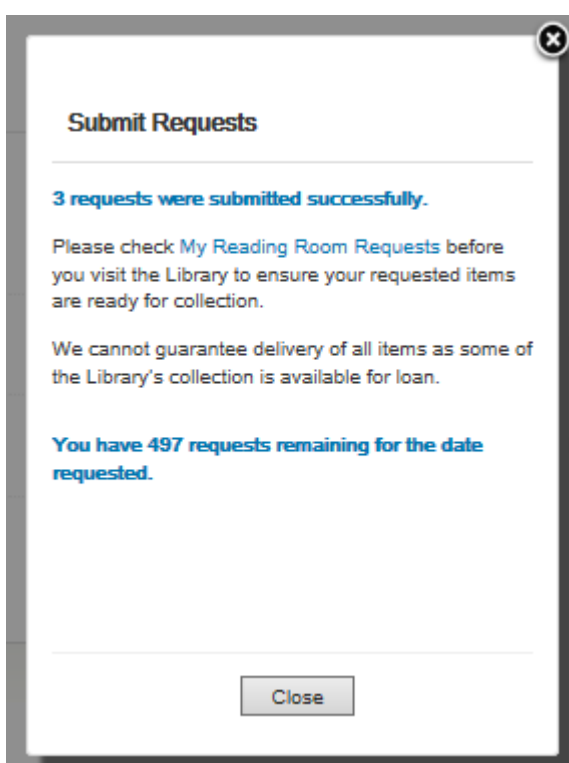 Submit Requests
3 requests were submitted successfully.
Please check My Reading Room Requests before
you visit the Library to ensure your requested items
are ready for collection.
We cannot guarantee delivery of all items as some of
the Library's collection is available for loan.
You have 497 requests remaining for the date
requested.
Close